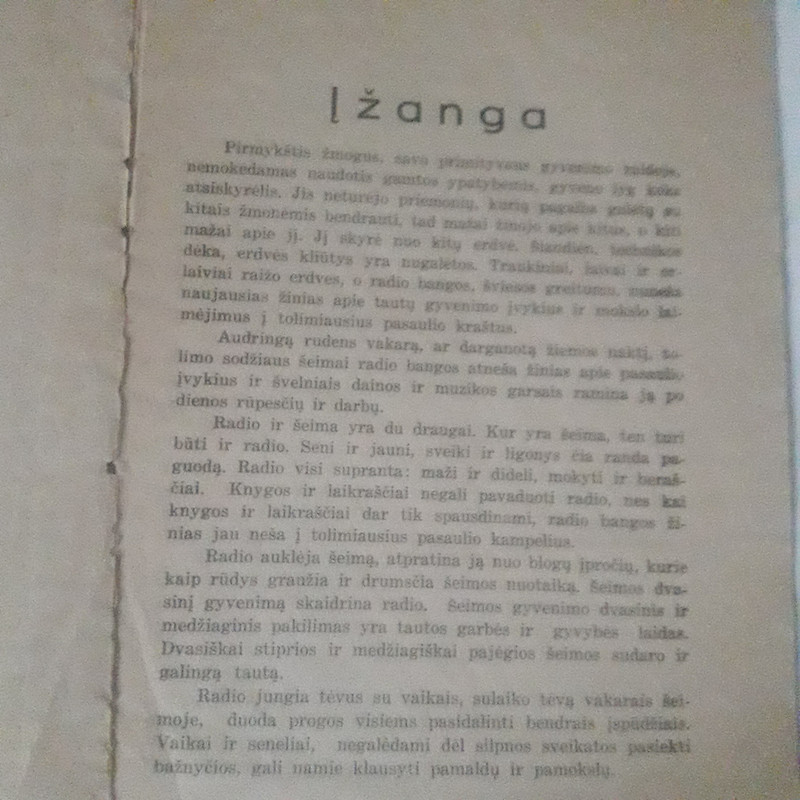 Įžanga
Pirmykštis žmogus, savo primityvaus gyvenimo
nemokėdamas naudotis gamtos ypatybėmis, gyveno lyg koks
atsiskyrėlis. Jis neturėjo priemonių, kurių pagalba galėtų su
kitais žmonėmis bendrauti, tad mažai žinojo apie kitus, o kiti
mažai apie jį. Jį skyrė nuo kitų erdvė. Šiandien, technikos
dėka, erdvės kliūtys yra nugalėtos. Traukiniai, laivai ir or-
laiviai raižo erdves, o radio bangos, šviesos greitumu, nuneša
naujausias žinias apie tautų gyvenimo įvykius ir mokslo lai-
mėjimus į tolimiausius pasaulio kraštus.
Audringą rudens vakarą, ar darganotą žiemos naktį, to-
limo sodžiaus šeimai radio bangos atneša žinias apie pasaulio
įvykius ir švelniais dainos ir muzikos garsais ramina ją po
dienos rūpesčių ir darbų.
Radio ir šeima yra du draugai. Kur yra šeima, ten turi
būti ir radio. Seni ir jauni, sveiki ir ligonys čia randa pa-
guodą. Radio visi supranta: maži ir dideli, mokyti ir beraš-
čiai. Knygos ir laikraščiai negali pavaduoti radio, nes kai
knygos ir laikraščiai dar tik spausdinami, radio bangos ži-
nias jau neša į tolimiausius pasaulio kampelius.
Radio auklėja šeimą, atpratina ją nuo blogų įpročių, kurie
kaip rūdys graužia ir drumsčia šeimos nuotaiką. Šeimos dva-
sinį gyvenimą skaidrina radio. Šeimos gyvenimo dvasinis ir
medžiaginis pakilimas yra tautos garbės ir gyvybės laidas.
Dvasiškai stiprios ir medžiagiškai pajėgios šeimos sudaro ir
galingą tautą.
Radio jungia tėvus su vaikais, sulaiko tėvą vakarais šei-
moje, duoda progos visiems pasidalinti bendrais įspūdžiais.
Vaikai ir seneliai, negalėdami dėl silpnos sveikatos pasiekti
bažnyčios, gali namie klausyti pamaldų ir pamokslų.